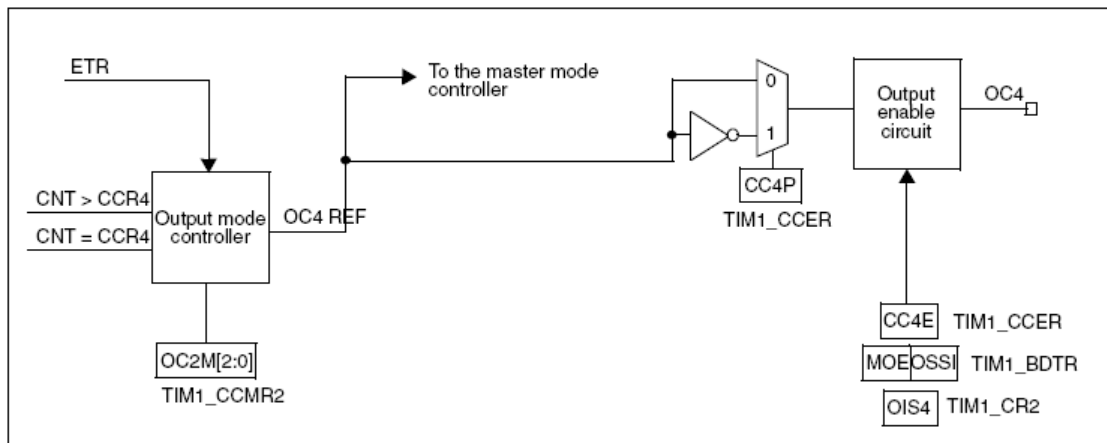 ETR
To the master mode
controller
0
1
Output
enable
circuit
OC4
CC4P
TIM1_CCER
CNT > CCR4
CNT = CCR4
Output mode
controller
OC4 REF
OC2M[2:0]
TIM1_CCMR2
CC4E TIM1_CCER
MOE OSSI TIM1_BDTR
OIS4 TIM1_CR2